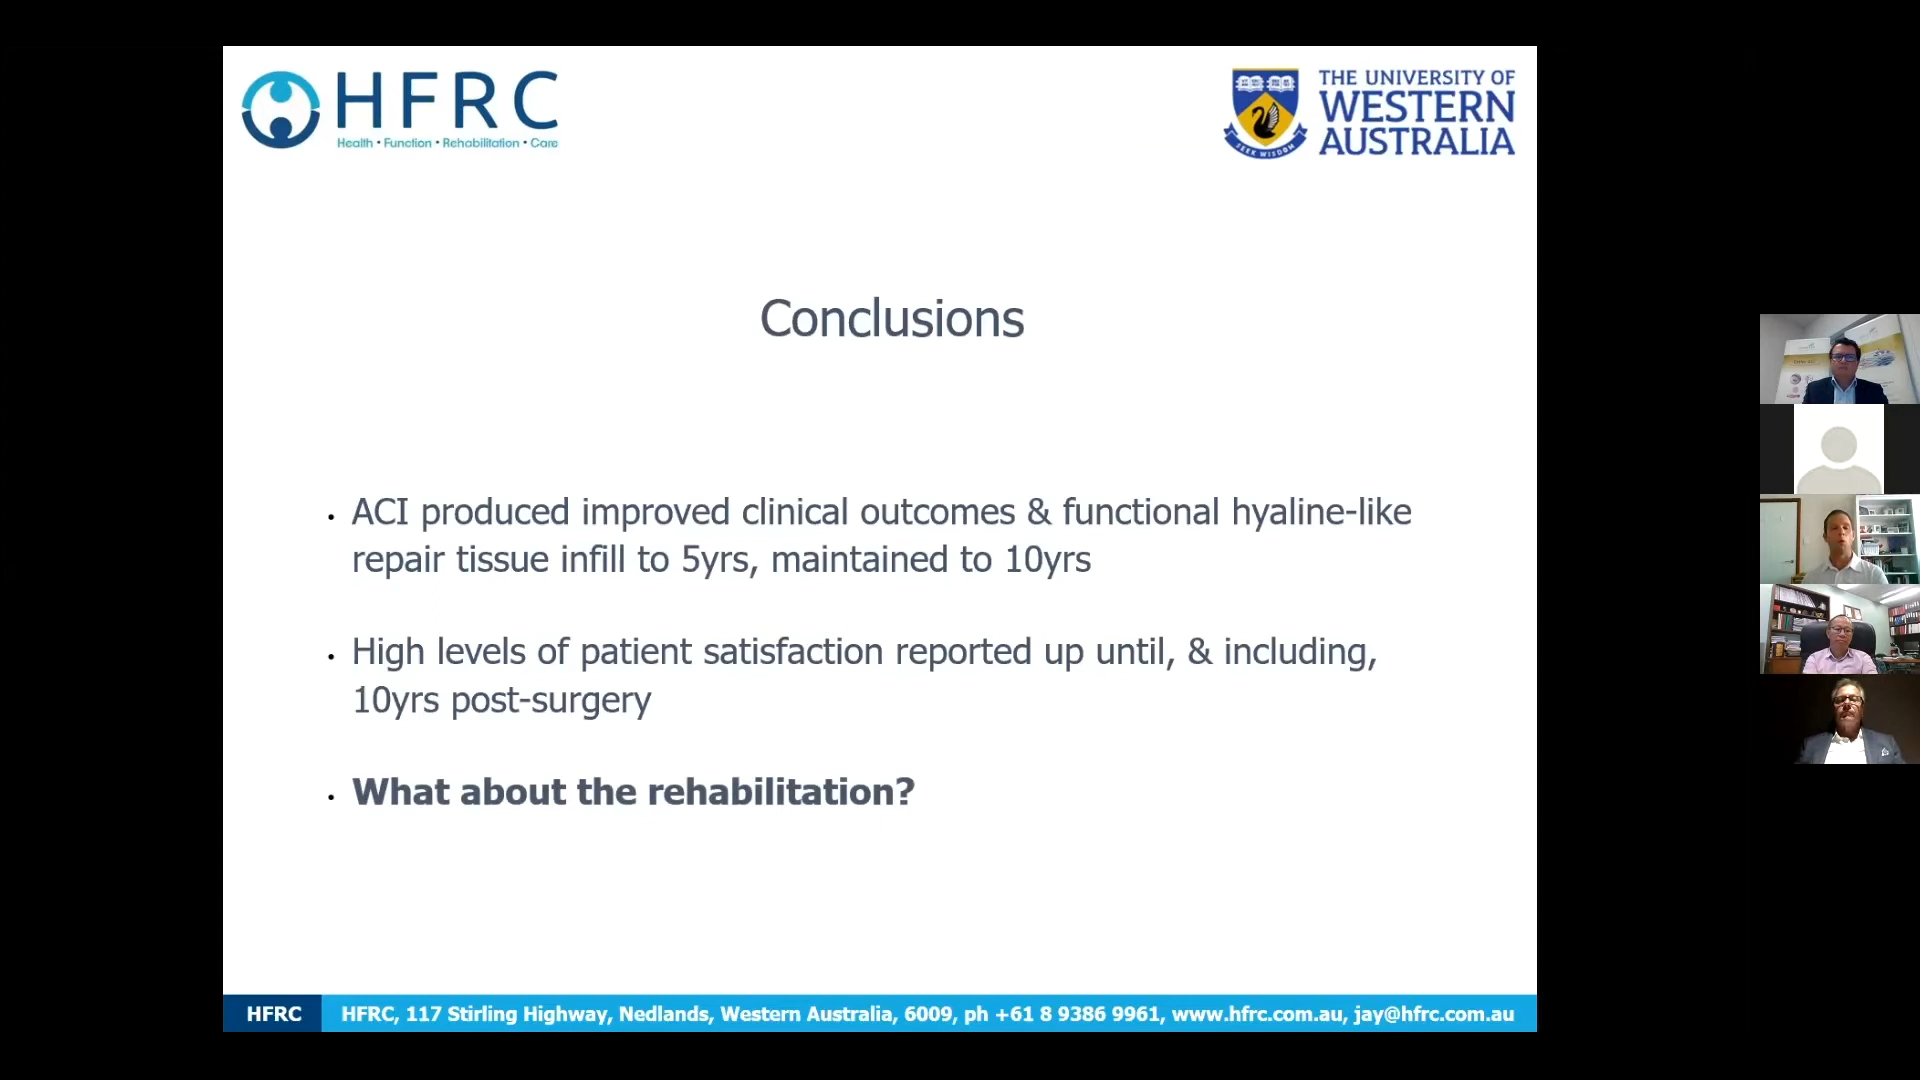 HFRC
Health • Function • Rehabilitation • Care
THE UNIVERSITY OF
WESTERN
AUSTRALIA
SEEK WISDOM
Conclusions
• ACI produced improved clinical outcomes & functional hyaline-like
repair tissue infill to 5yrs, maintained to 10yrs
• High levels of patient satisfaction reported up until, & including,
10yrs post-surgery
• What about the rehabilitation?
HFRC
HFRC, 117 Stirling Highway, Nedlands, Western Australia, 6009, ph +61 8 9386 9961, www.hfrc.com.au, jay@hfrc.com.au